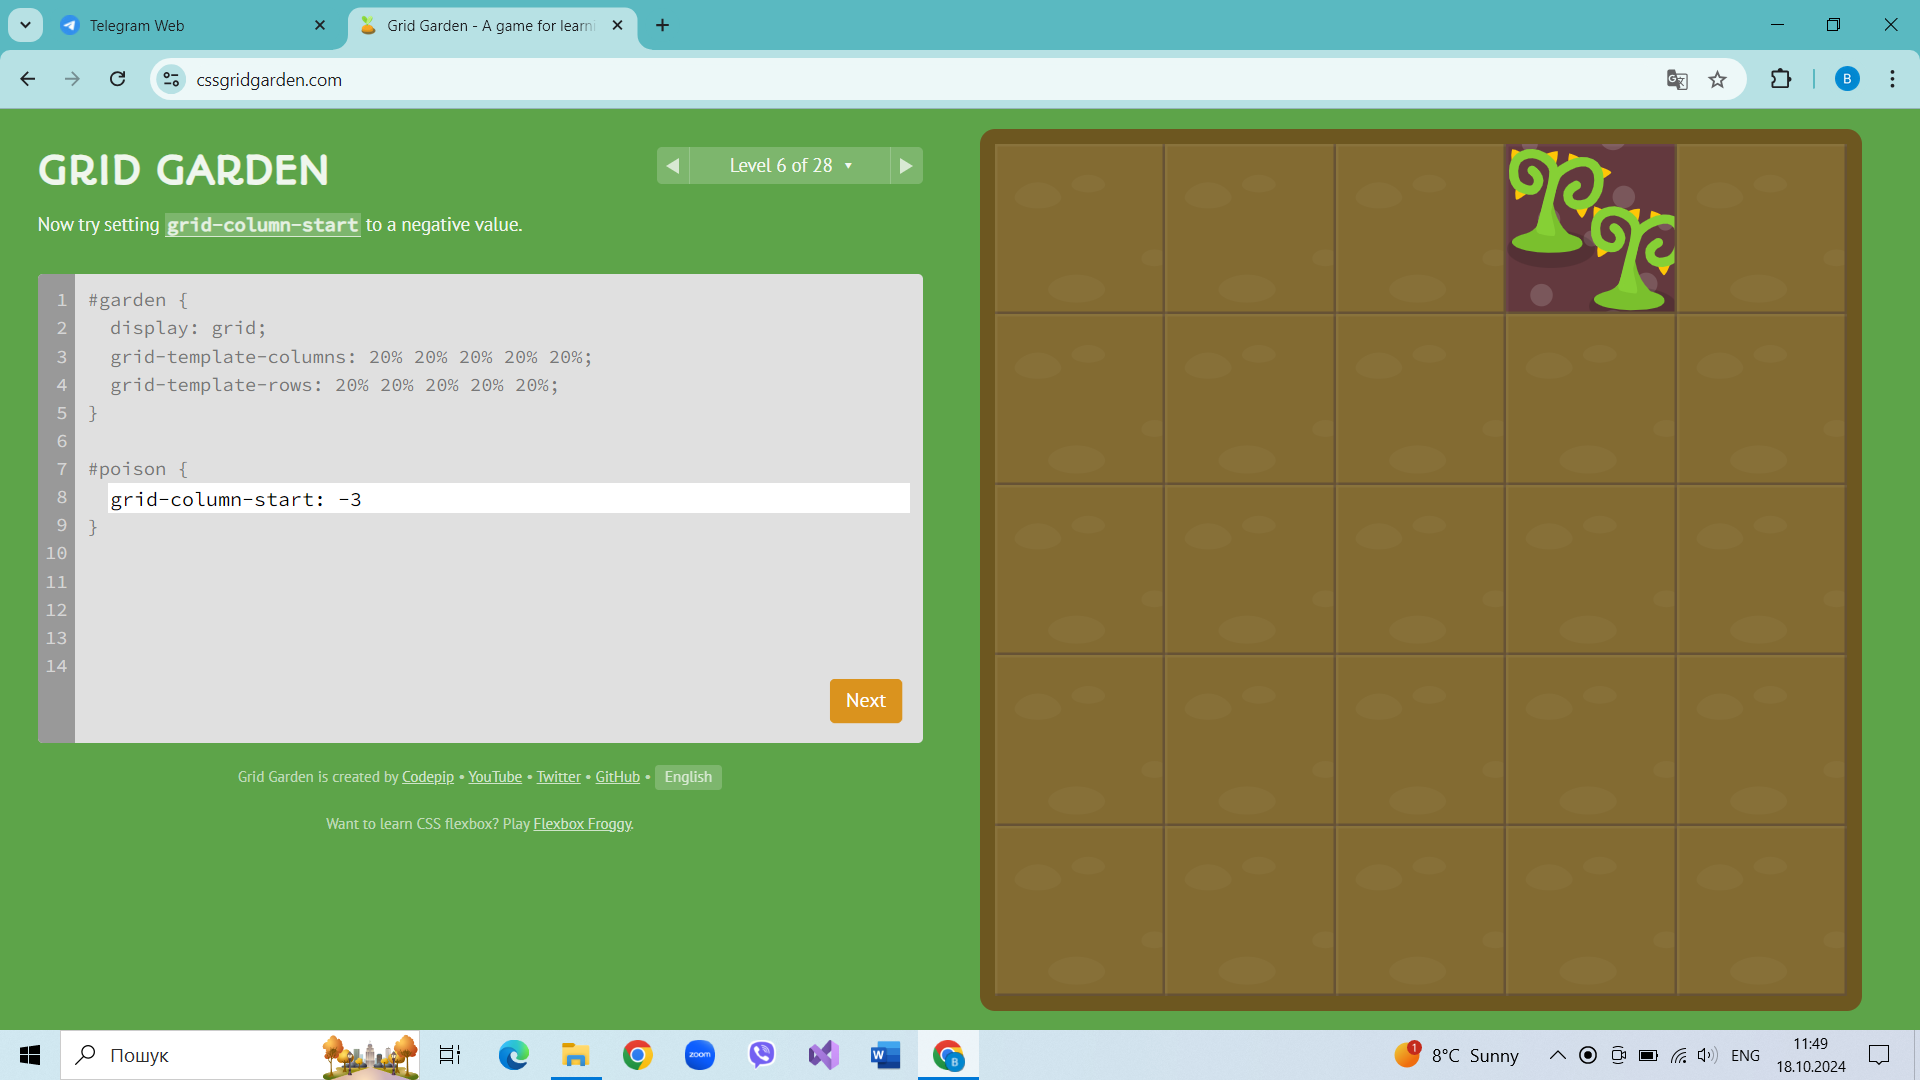 Telegram Web
Grid Garden - A game for learni
cssgridgarden.com
B
GRID GARDEN
Level 6 of 28
Now try setting grid-column-start to a negative value.
1 #garden {
2 display: grid;
3 grid-template-columns: 20% 20% 20% 20% 20%;
4 grid-template-rows: 20% 20% 20% 20% 20%;
5 }
6
7 #poison {
8 grid-column-start: -3
9 }
10
11
12
13
14
Next
Grid Garden is created by Codepip • YouTube • Twitter • GitHub • English
Want to learn CSS flexbox? Play Flexbox Froggy.
Пошук
zoom
W
B
1
8°C Sunny
ENG
11:49
18.10.2024